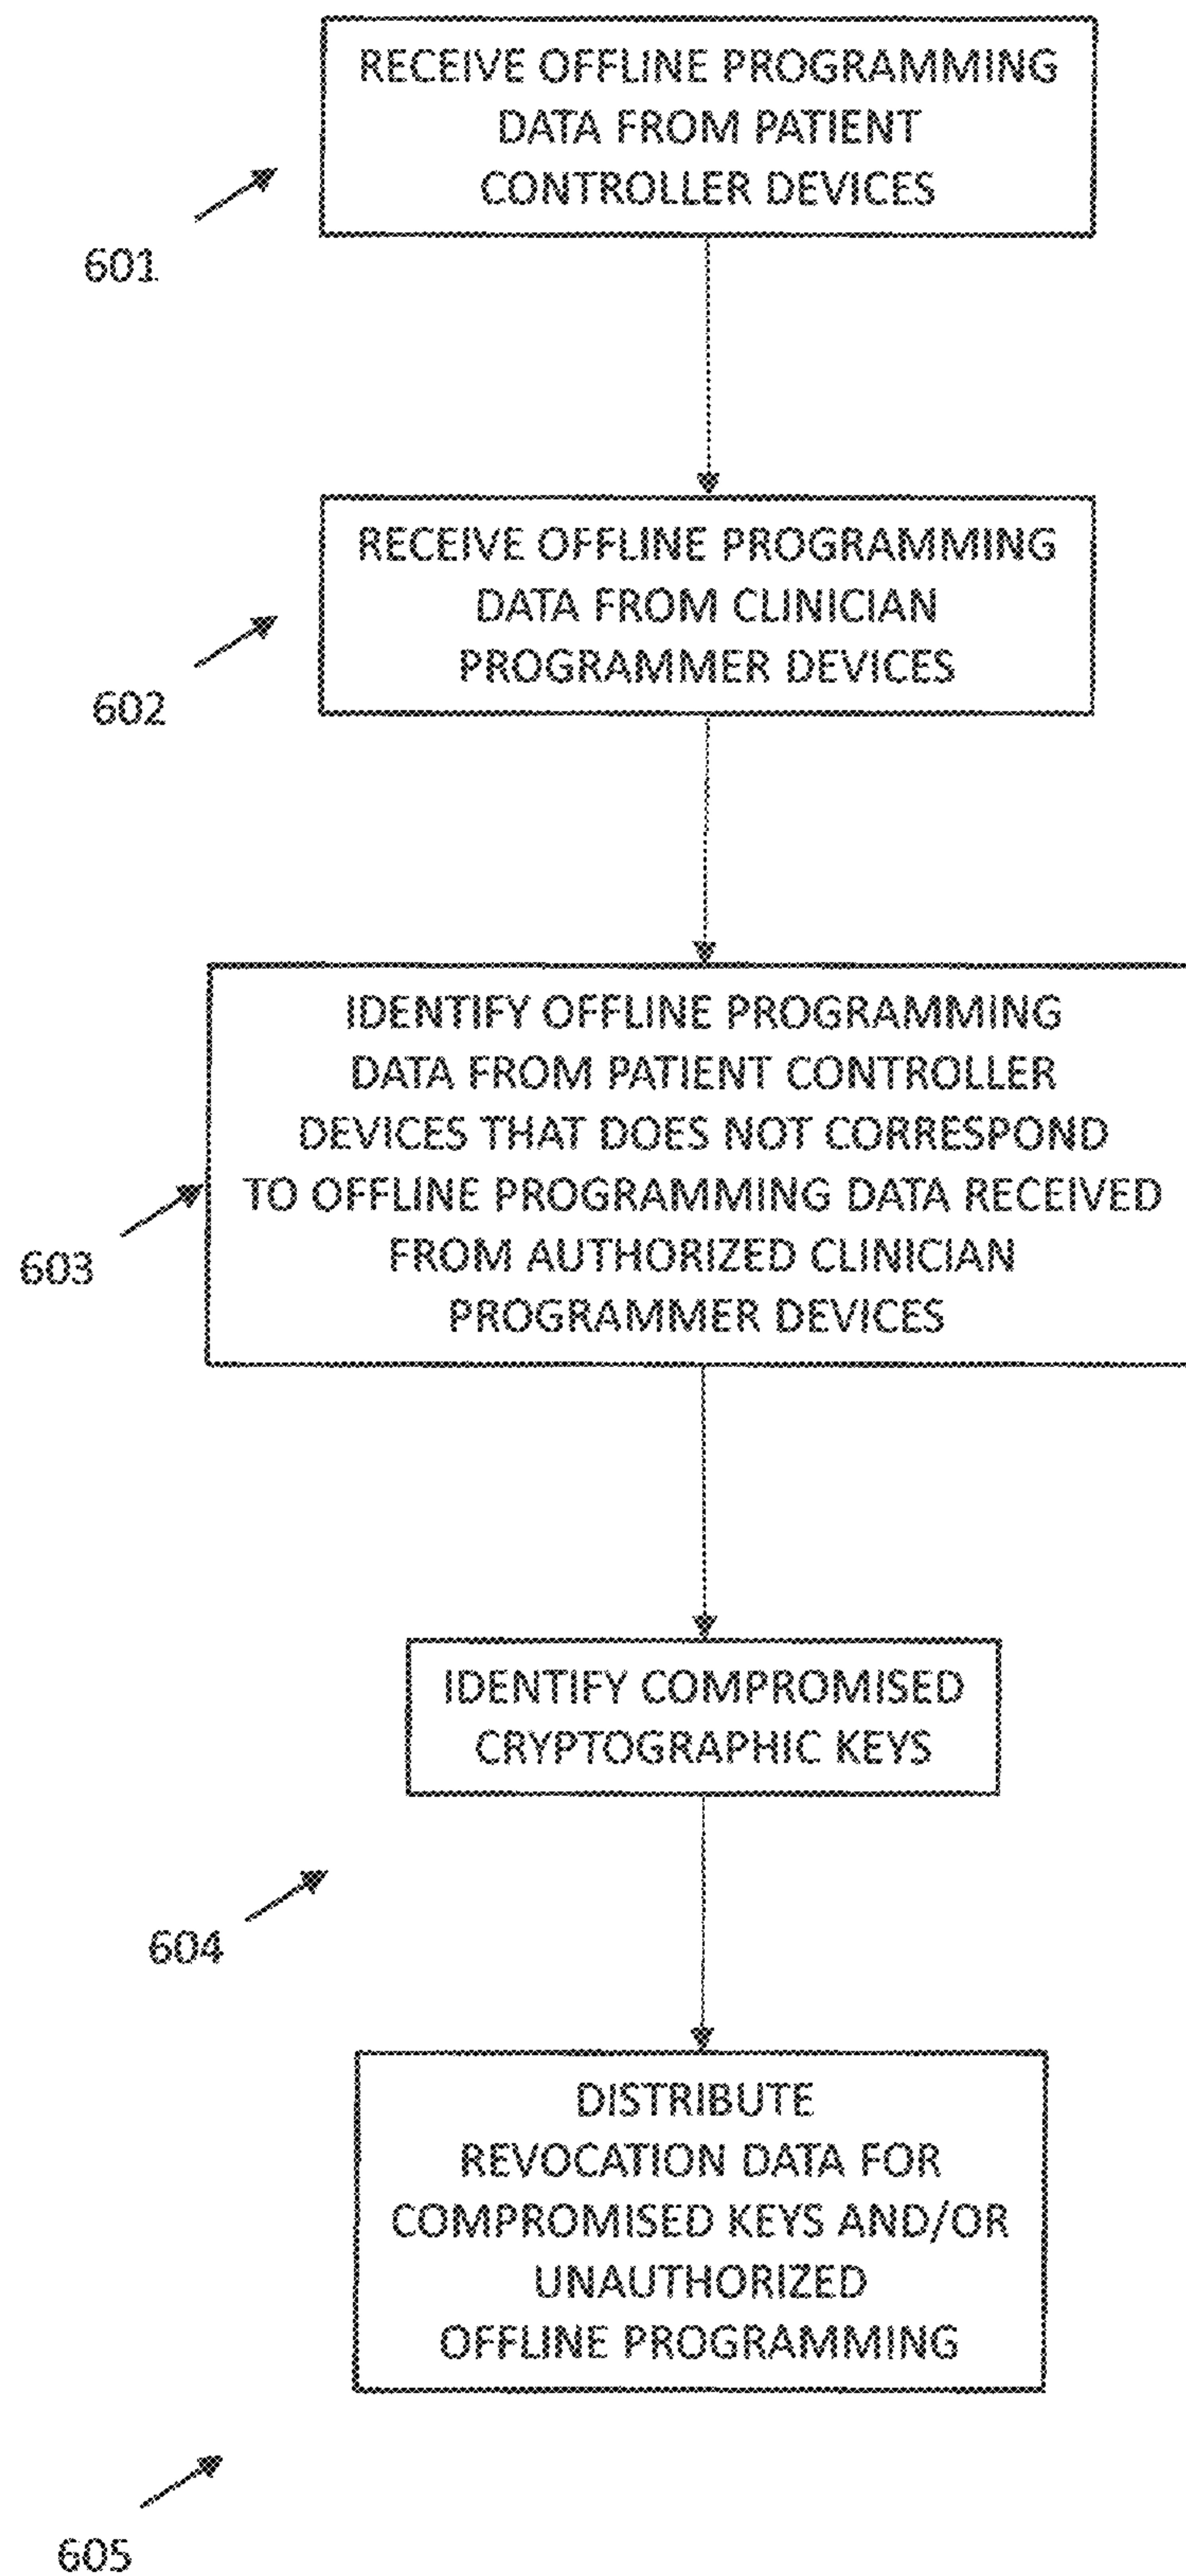 RECEIVE OFFLINE PROGRAMMING
DATA FROM PATIENT
CONTROLLER DEVICES
601
RECEIVE OFFLINE PROGRAMMING
DATA FROM CLINICIAN
PROGRAMMER DEVICES
602
IDENTIFY OFFLINE PROGRAMMING
DATA FROM PATIENT CONTROLLER
DEVICES THAT DOES NOT CORRESPOND
TO OFFLINE PROGRAMMING DATA RECEIVED
FROM AUTHORIZED CLINICIAN
PROGRAMMER DEVICES
603
IDENTIFY COMPROMISED
CRYPTOGRAPHIC KEYS
604
DISTRIBUTE
REVOCATION DATA FOR
COMPROMISED KEYS AND/OR
UNAUTHORIZED
OFFLINE PROGRAMMING
605